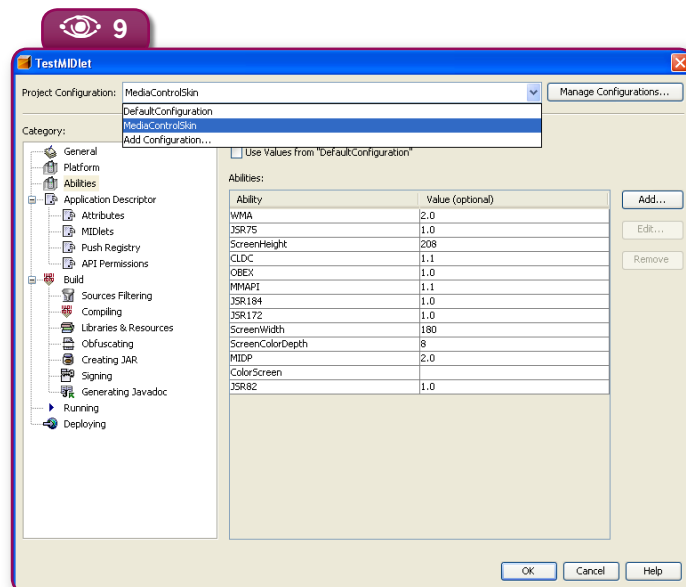 9
TestMIDlet
Project Configuration: MediaControlSkin Manage Configurations...
DefaultConfiguration
MediaControlSkin
Add Configuration...
Category:
Use Values from "DefaultConfiguration"
General
Platform
Abilities
Application Descriptor
Attributes
MIDlets
Push Registry
API Permissions
Build
Sources Filtering
Compiling
Libraries & Resources
Obfuscating
Creating JAR
Signing
Generating Javadoc
Running
Deploying
Abilities:
Ability Value (optional)
WMA 2.0
JSR75 1.0
ScreenHeight 208
CLDC 1.1
OBEX 1.0
MMAPI 1.1
JSR184 1.0
JSR172 1.0
ScreenWidth 180
ScreenColorDepth 8
MIDP 2.0
ColorScreen
JSR82 1.0
Add...
Edit...
Remove
OK Cancel Help